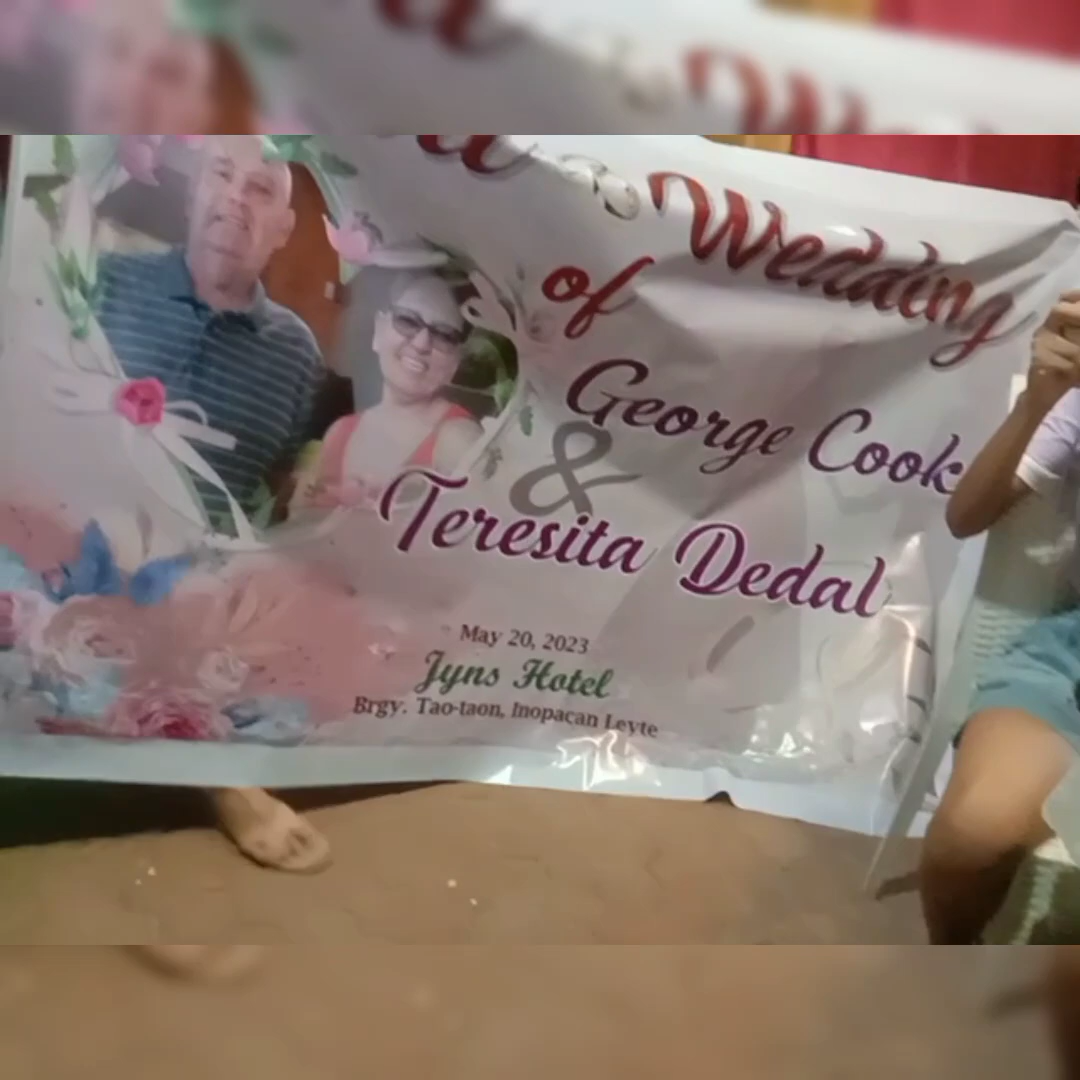 Wedding
of
George Cook
&
Teresita Dedal
May 20, 2023
Jyns Hotel
Brgy. Tao-taon, Inopacan Leyte